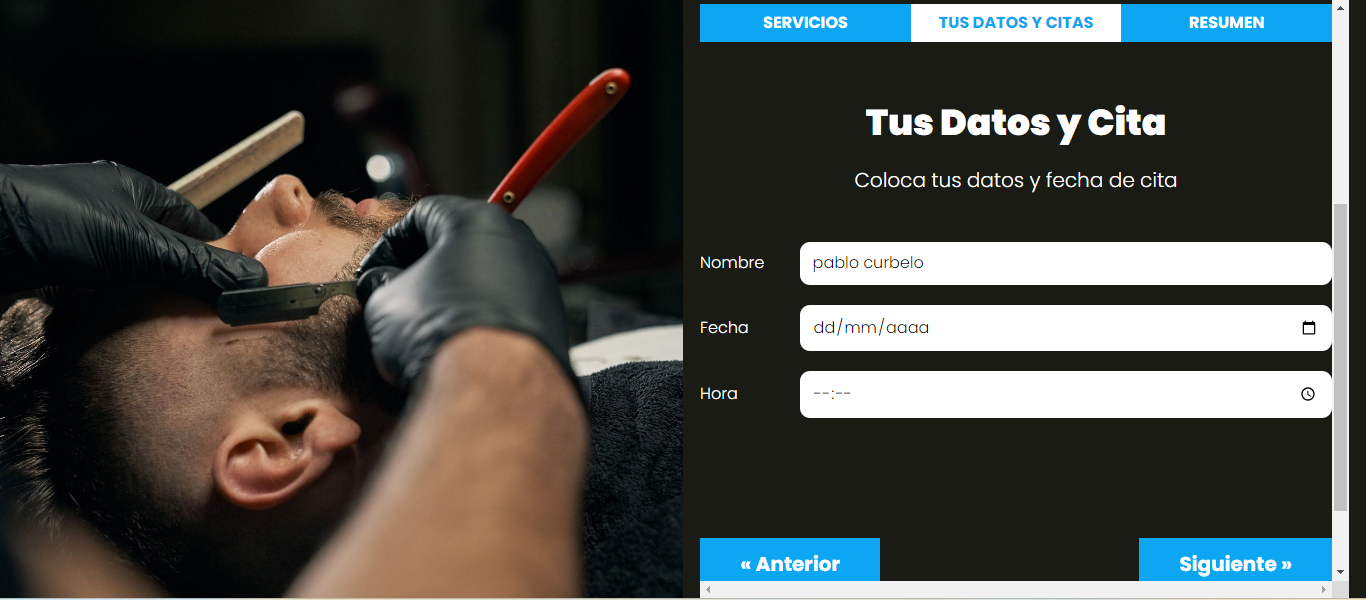 SERVICIOS TUS DATOS Y CITAS RESUMEN
Tus Datos y Cita
Coloca tus datos y fecha de cita
Nombre pablo curbelo
Fecha dd/mm/aaaa
Hora --:--
« Anterior Siguiente »